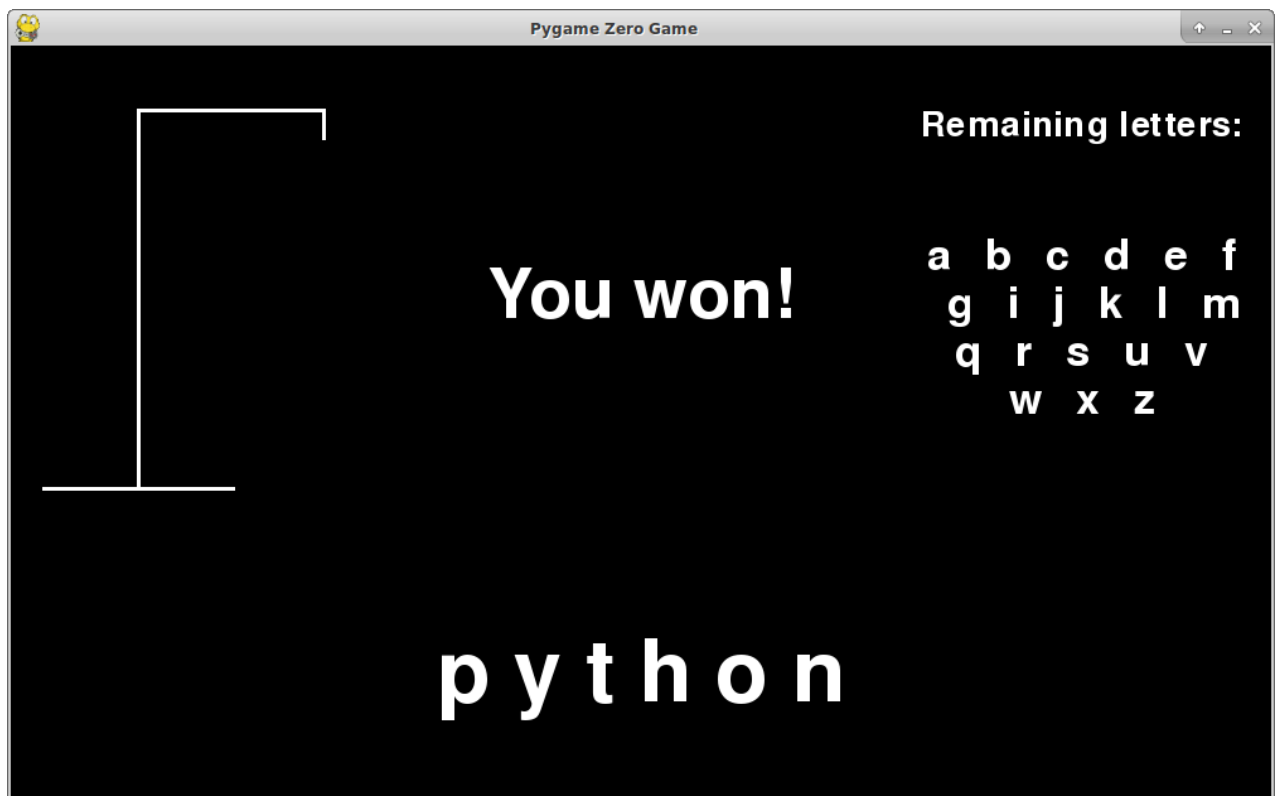 Pygame Zero Game
Remaining letters:
a b c d e f
g i j k l m
q r s u v
w x z
You won!
p y t h o n